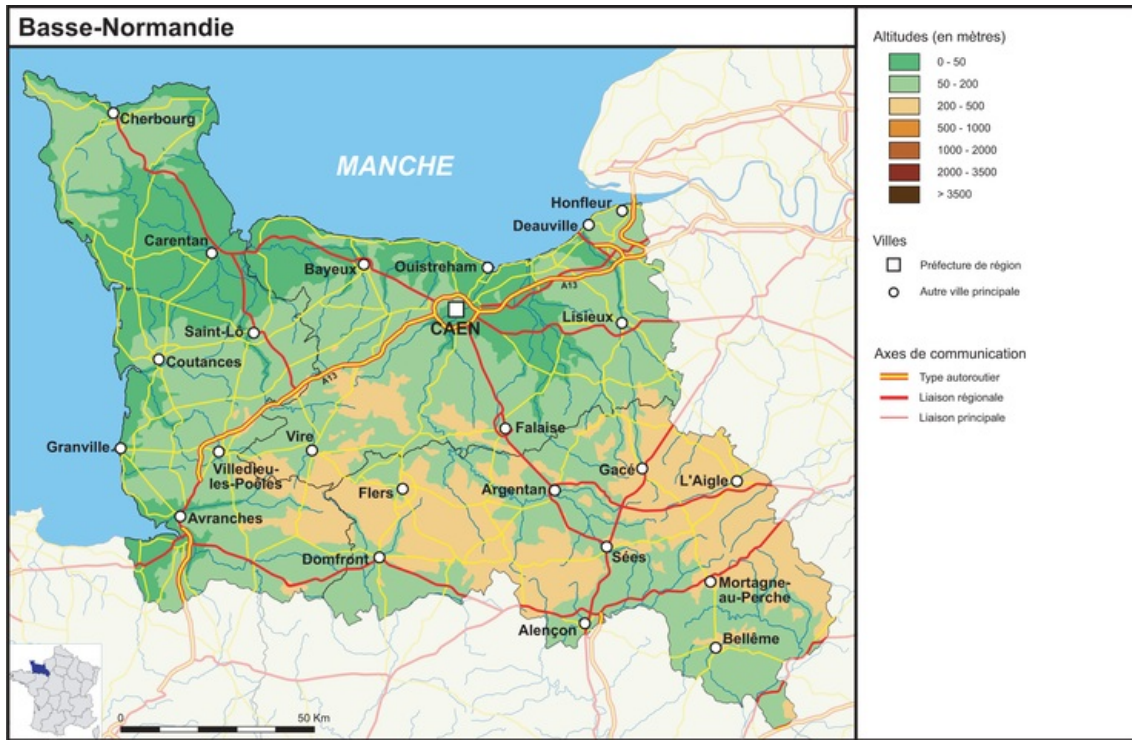 Basse-Normandie
Cherbourg
MANCHE
Honfleur
Deauville
Carentan
Bayeux
Ouistreham
A13
CAEN
Lisieux
Saint-Lô
Coutances
A13
Falaise
Granville
Vire
Villedieu-
les-Poôles
Gacé
L'Aigle
Flers
Argentan
Avranches
Domfront
Sées
Mortagne-
au-Perche
Alençon
Bellême
0
50 Km
Altitudes (en mètres)
0 - 50
50 - 200
200 - 500
500 - 1000
1000 - 2000
2000 - 3500
> 3500
Villes
Préfecture de région
Autre ville principale
Axes de communication
Type autoroutier
Liaison régionale
Liaison principale